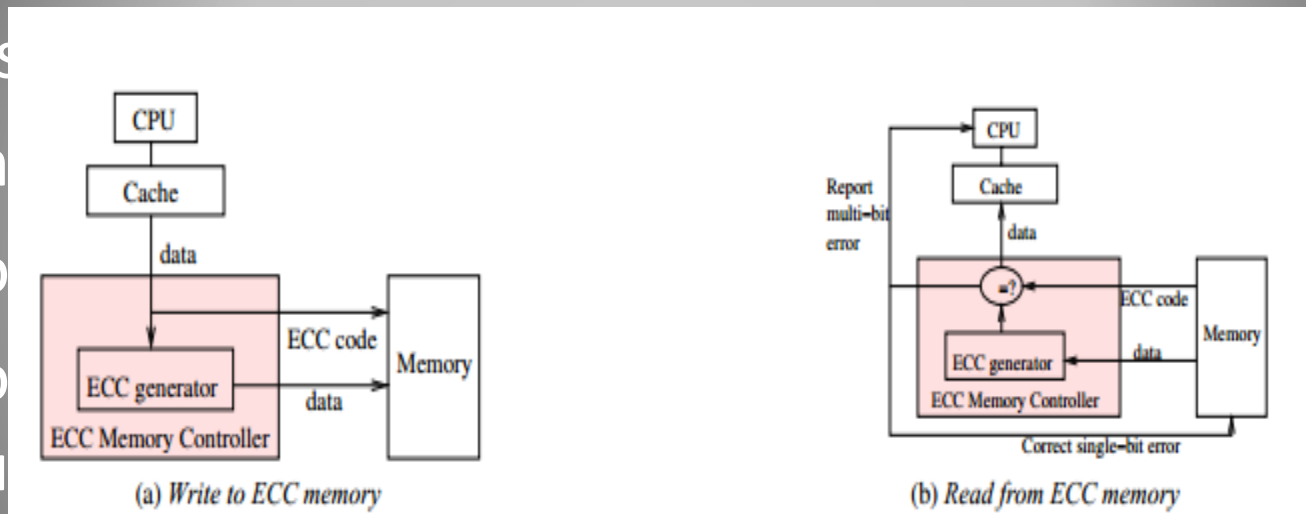 CPU
Cache
data
ECC code
Memory
ECC generator
data
ECC Memory Controller
(a) Write to ECC memory
CPU
Report
multi-bit
error
Cache
data
=?
ECC code
Memory
data
ECC generator
ECC Memory Controller
Correct single-bit error
(b) Read from ECC memory